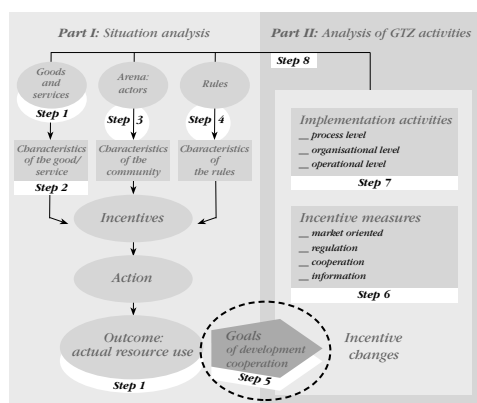 Part I: Situation analysis
Part II: Analysis of GTZ activities
Step 8
Goods
and
services
Step 1
Arena:
actors
Step 3
Rules
Step 4
Characteristics
of the good/
service
Step 2
Characteristics
of the
community
Characteristics
of
the rules
Incentives
Action
Outcome:
actual resource use
Step 1
Goals
of development
cooperation
Step 5
Implementation activities
__ process level
__ organisational level
__ operational level
Step 7
Incentive measures
__ market oriented
__ regulation
__ cooperation
__ information
Step 6
Incentive
changes